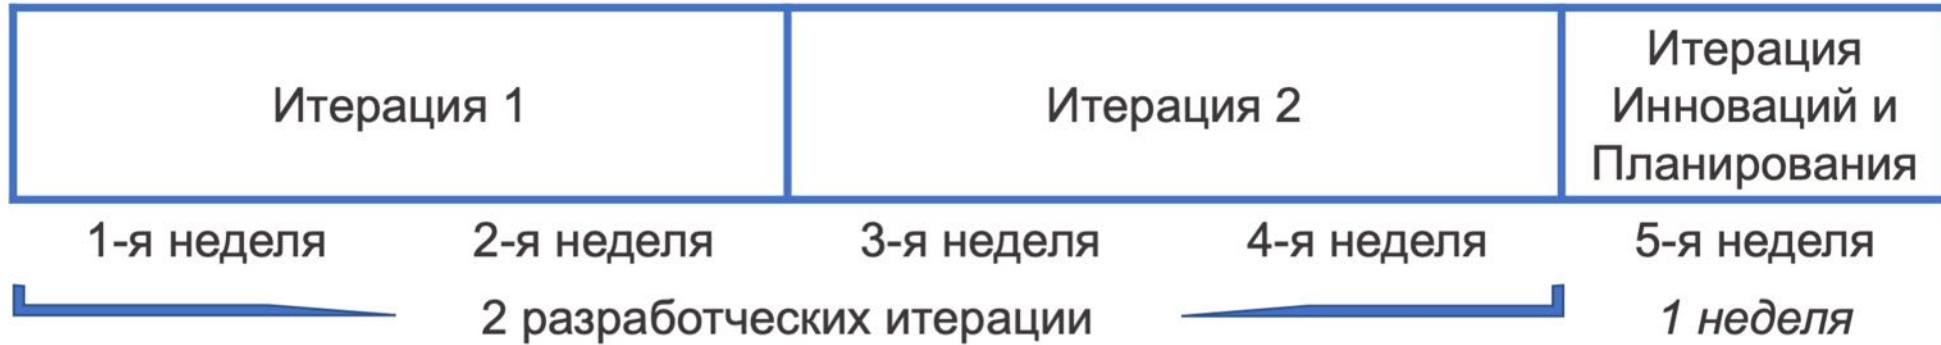 Итерация 1
Итерация 2
Итерация
Инноваций и
Планирования
1-я неделя
2-я неделя
3-я неделя
4-я неделя
5-я неделя
2 разработческих итерации
1 неделя